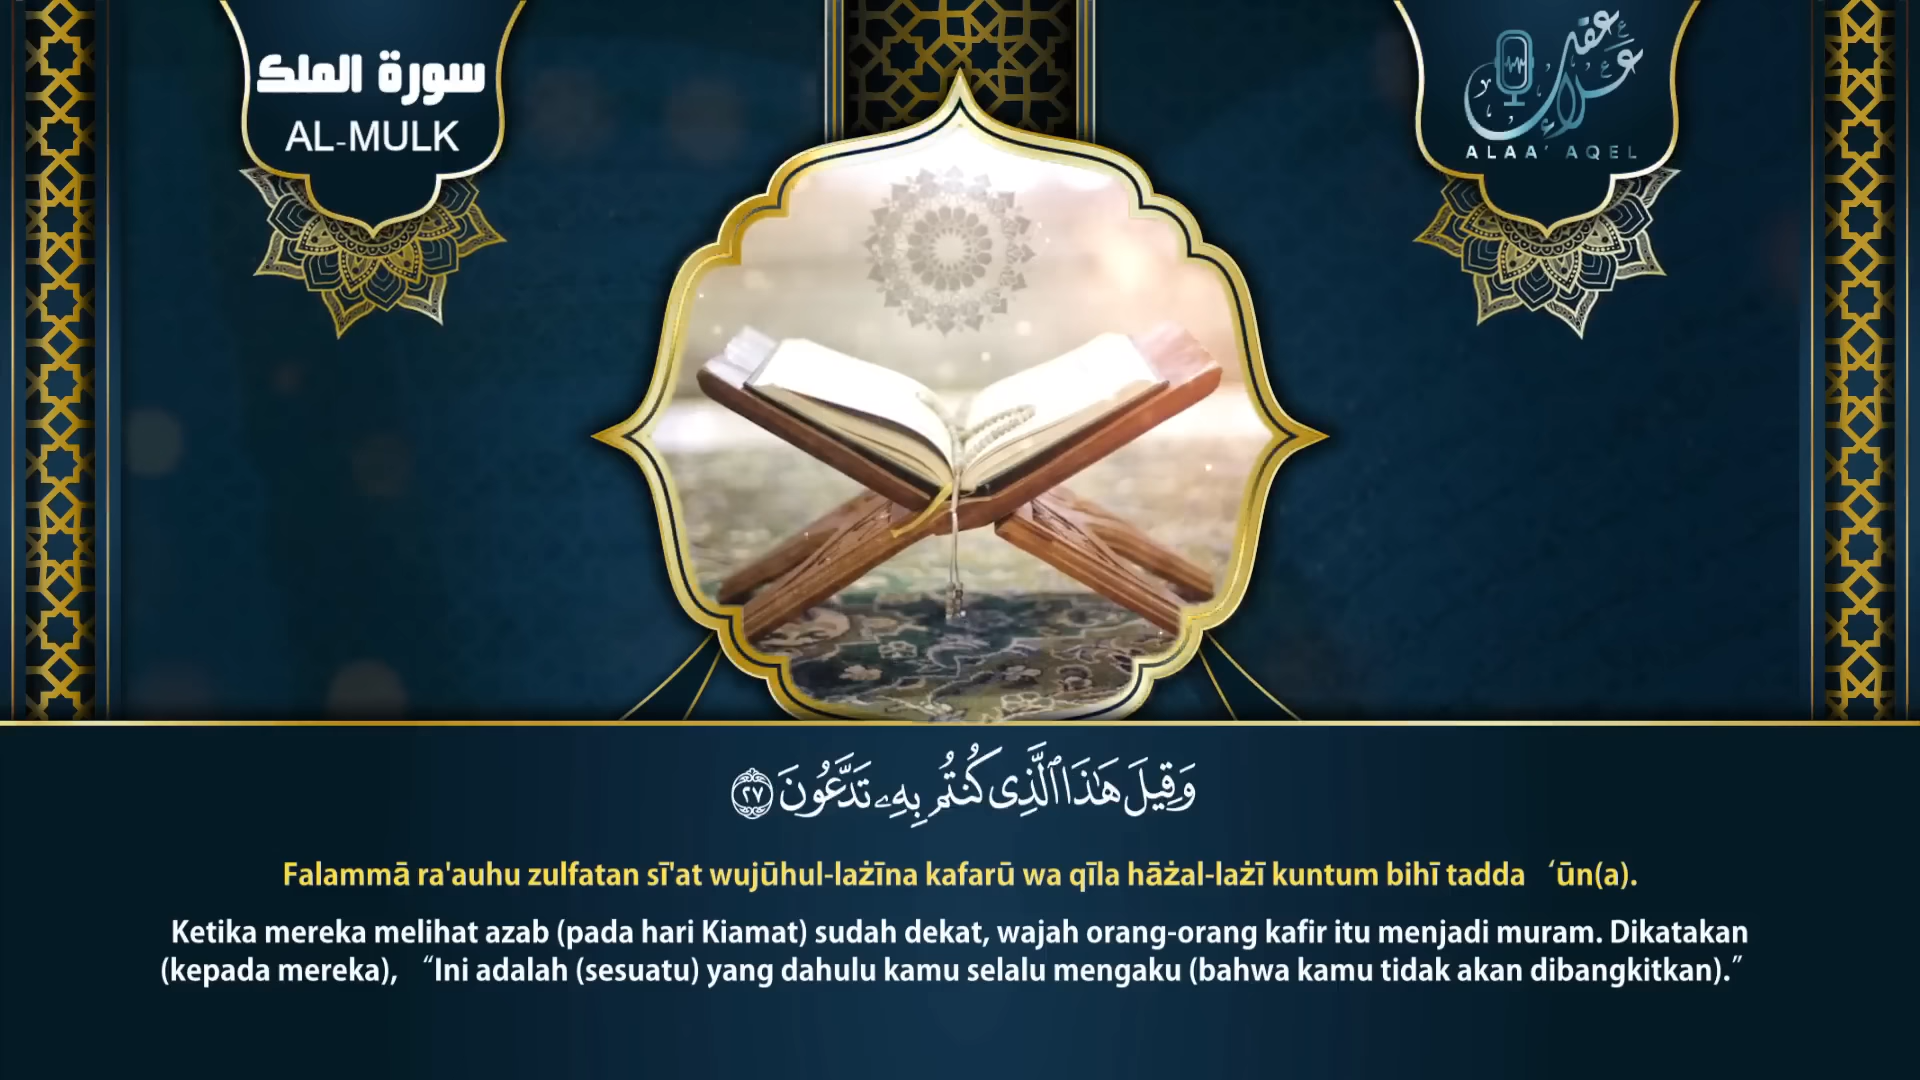 سورة الملك
AL-MULK
علاء عقل
ALAA' AQEL
وَقِيلَ هَٰذَا ٱلَّذِى كُنتُم بِهِۦ تَدَّعُونَ ٢٧
Falammā ra'auhu zulfatan sī'at wujūhul-lażīna kafarū wa qīla hāżal-lażī kuntum bihī tadda ‘ūn(a).
Ketika mereka melihat azab (pada hari Kiamat) sudah dekat, wajah orang-orang kafir itu menjadi muram. Dikatakan
(kepada mereka), “Ini adalah (sesuatu) yang dahulu kamu selalu mengaku (bahwa kamu tidak akan dibangkitkan).”